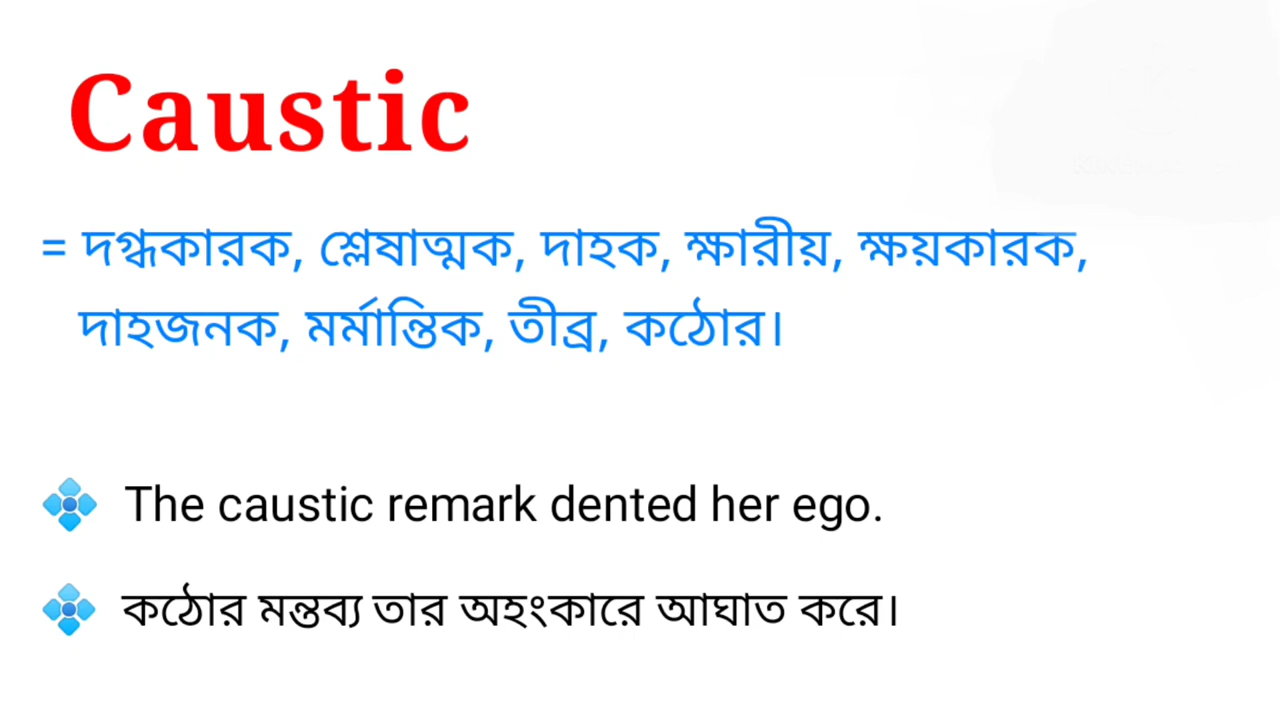 Caustic
= দগ্ধকারক, শ্লেষাত্মক, দাহক, ক্ষারীয়, ক্ষয়কারক,
দাহজনক, মর্মান্তিক, তীব্র, কঠোর।
The caustic remark dented her ego.
কঠোর মন্তব্য তার অহংকারে আঘাত করে।